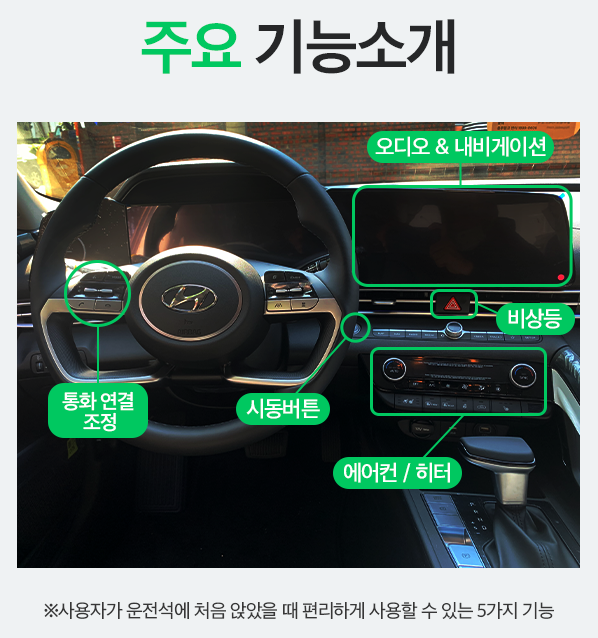 주요 기능소개
오디오 & 내비게이션
비상등
통화 연결
조정
시동버튼
에어컨 / 히터
※사용자가 운전석에 처음 앉았을 때 편리하게 사용할 수 있는 5가지 기능